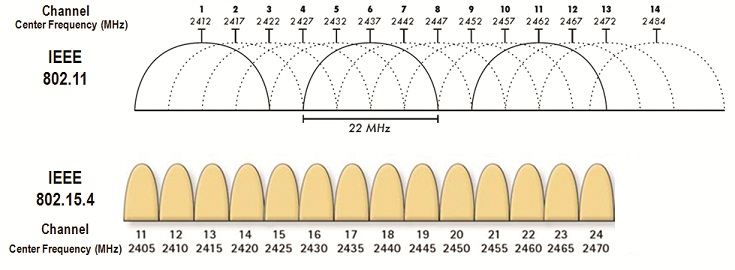 Channel 1 2 3 4 5 6 7 8 9 10 11 12 13 14
Center Frequency (MHz) 2412 2417 2422 2427 2432 2437 2442 2447 2452 2457 2462 2467 2472 2484
IEEE
802.11
22 MHz
IEEE
802.15.4
Channel 11 12 13 14 15 16 17 18 19 20 21 22 23 24
Center Frequency (MHz) 2405 2410 2415 2420 2425 2430 2435 2440 2445 2450 2455 2460 2465 2470